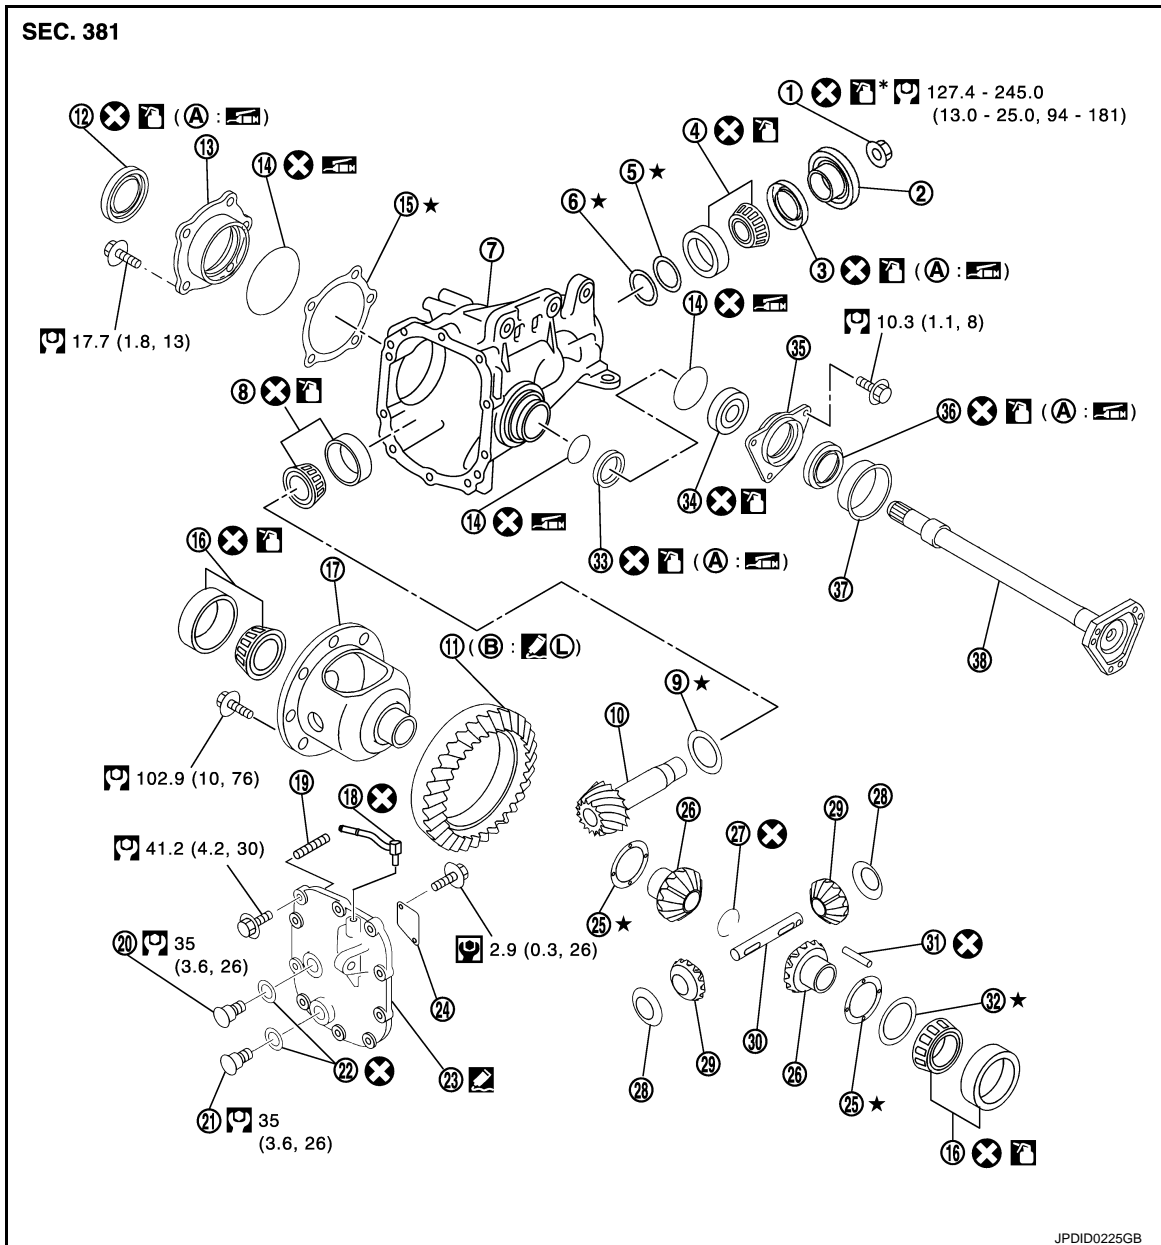 SEC. 381
1 * 127.4 - 245.0
(13.0 - 25.0, 94 - 181)
12 (A : )
13
14
4
5 ★
2
6 ★
15 ★
7
3 (A : )
14
10.3 (1.1, 8)
17.7 (1.8, 13)
35
8
36 (A : )
34
14
33 (A : )
16
17
37
11 (B : L)
38
9 ★
10
102.9 (10, 76)
19
18
26
27
29
28
41.2 (4.2, 30)
25 ★
20 35
(3.6, 26)
2.9 (0.3, 26)
31
32 ★
24
30
29
28
26
22
23
25 ★
21 35
(3.6, 26)
16
JPDID0225GB